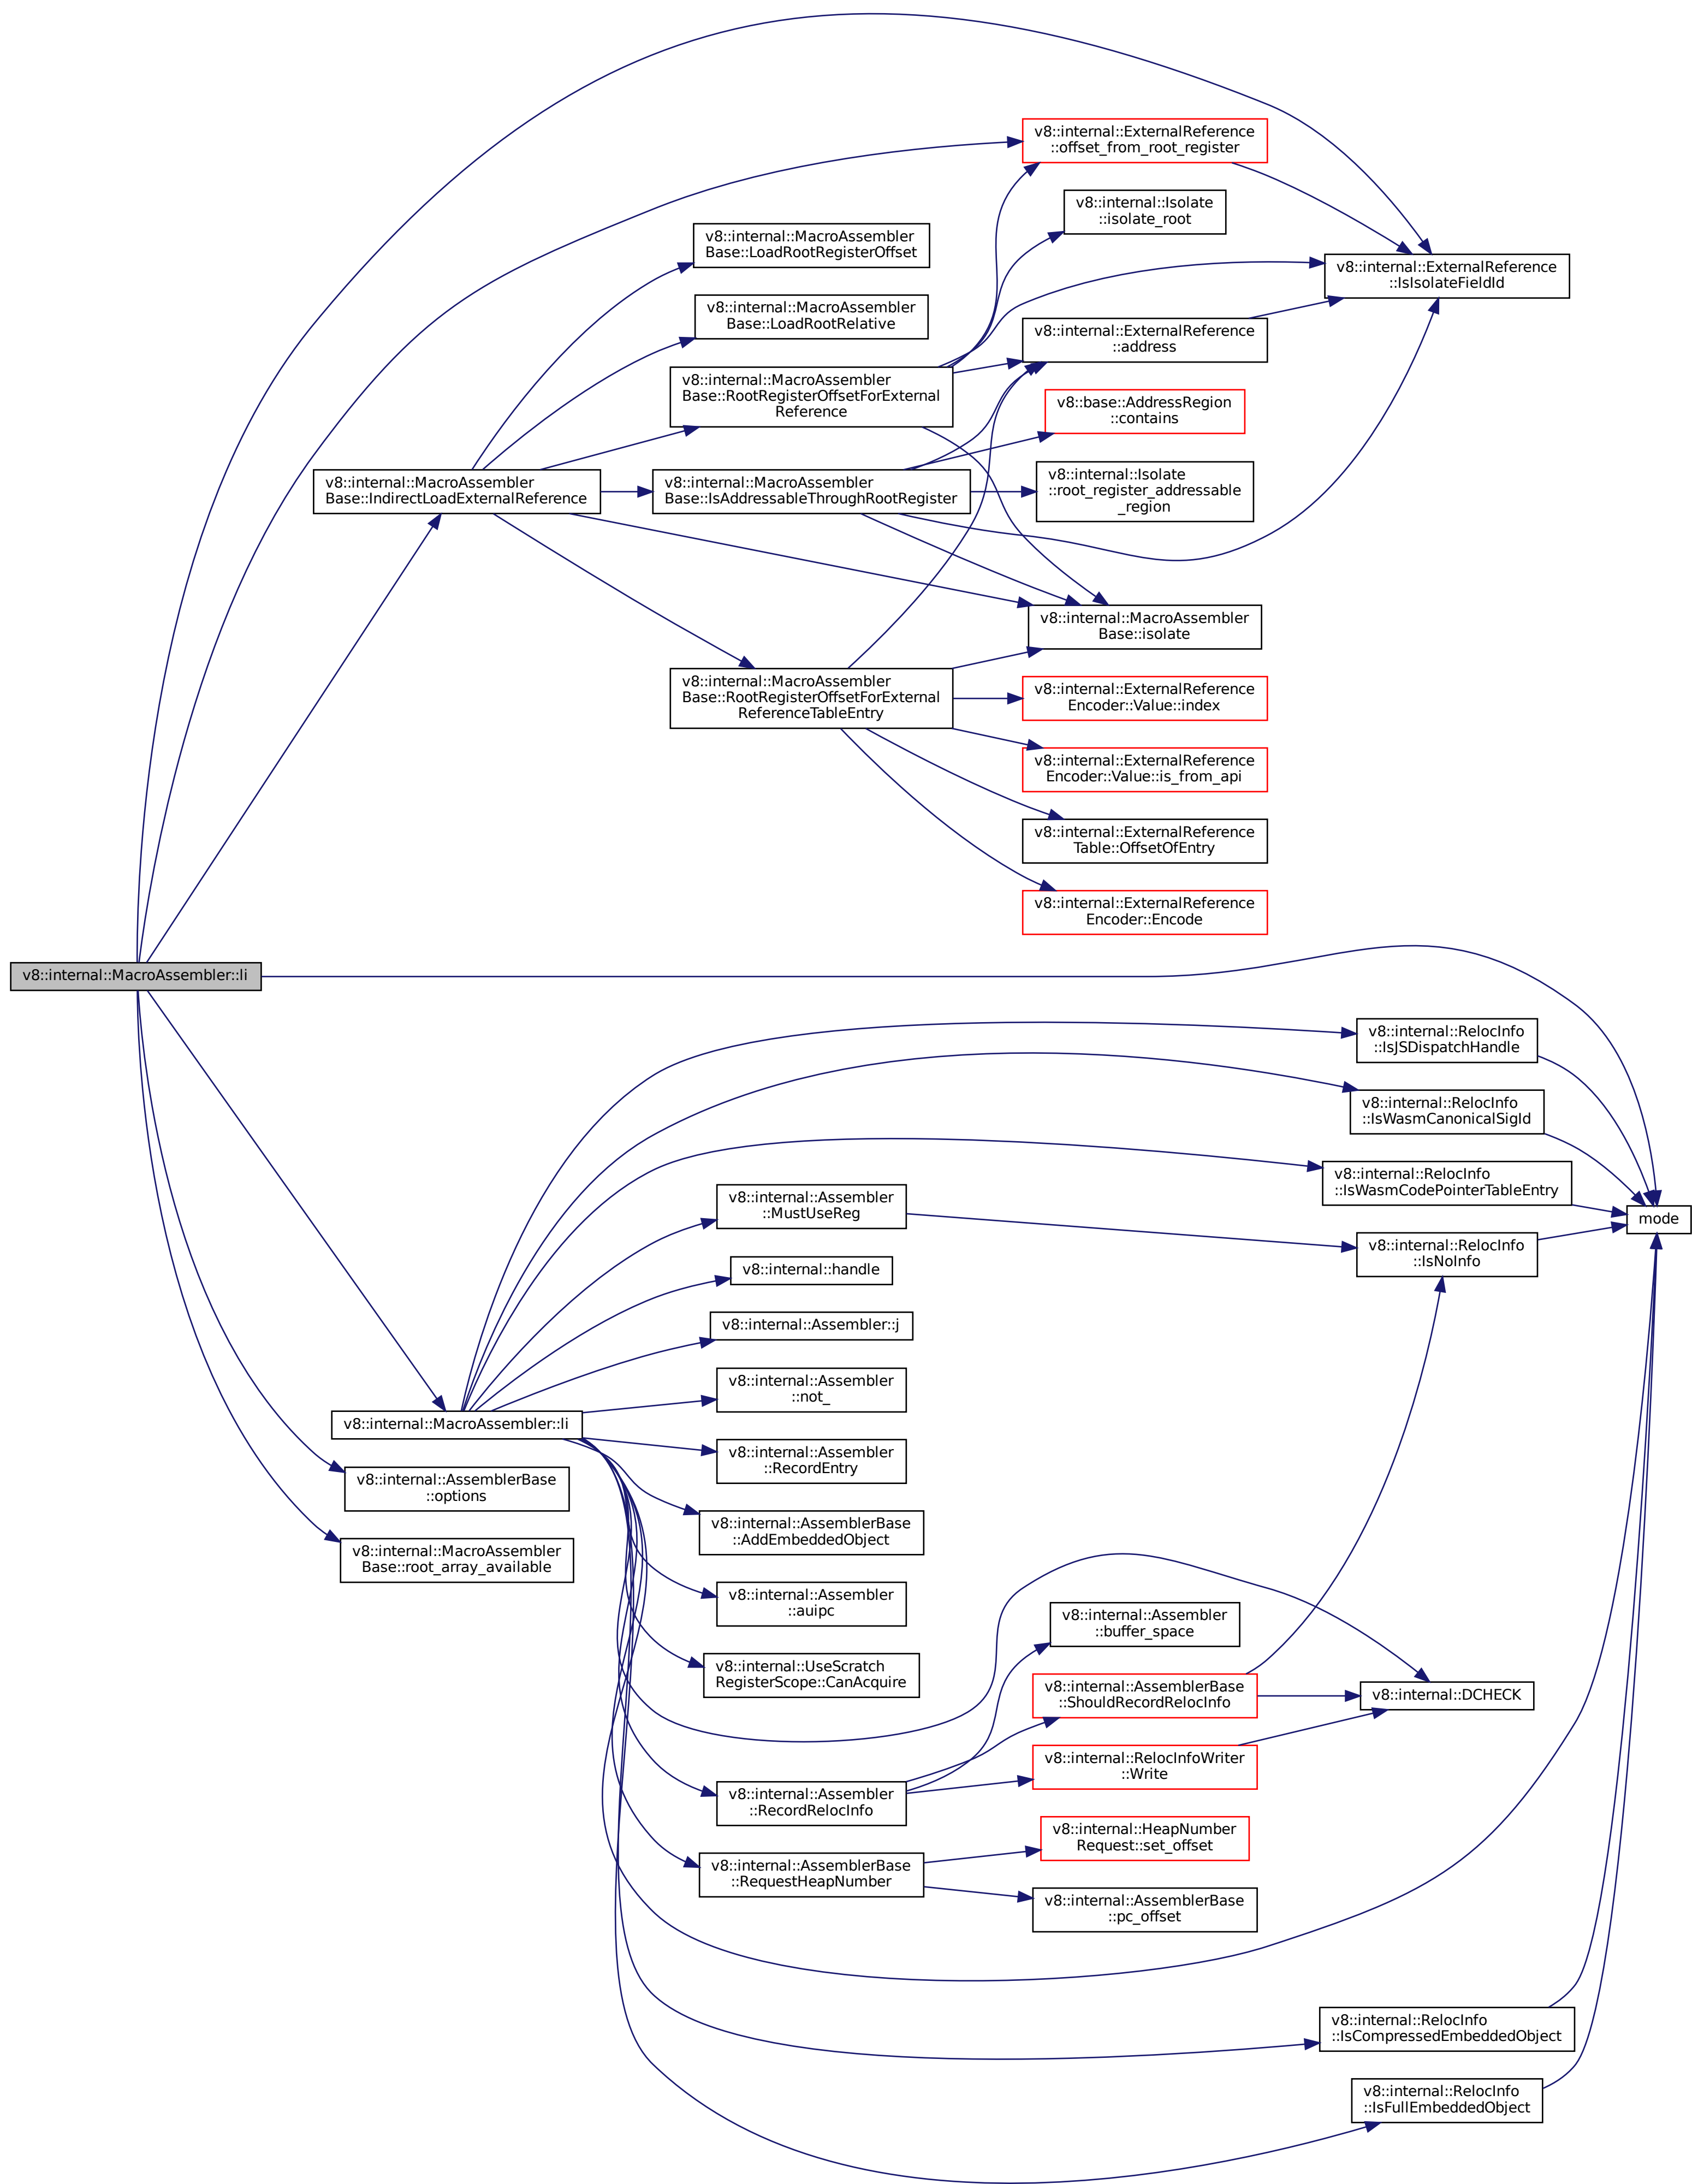 v8::internal::ExternalReference
::offset_from_root_register
v8::internal::Isolate
::isolate_root
v8::internal::MacroAssembler
Base::LoadRootRegisterOffset
v8::internal::ExternalReference
::IsIsolateFieldId
v8::internal::MacroAssembler
Base::LoadRootRelative
v8::internal::ExternalReference
::address
v8::internal::MacroAssembler
Base::RootRegisterOffsetForExternal
Reference
v8::base::AddressRegion
::contains
v8::internal::MacroAssembler
Base::IndirectLoadExternalReference
v8::internal::MacroAssembler
Base::IsAddressableThroughRootRegister
v8::internal::Isolate
::root_register_addressable
_region
v8::internal::MacroAssembler
Base::isolate
v8::internal::MacroAssembler
Base::RootRegisterOffsetForExternal
ReferenceTableEntry
v8::internal::ExternalReference
Encoder::Value::index
v8::internal::ExternalReference
Encoder::Value::is_from_api
v8::internal::ExternalReference
Table::OffsetOfEntry
v8::internal::ExternalReference
Encoder::Encode
v8::internal::MacroAssembler::li
v8::internal::RelocInfo
::IsJSDispatchHandle
v8::internal::RelocInfo
::IsWasmCanonicalSigId
v8::internal::RelocInfo
::IsWasmCodePointerTableEntry
v8::internal::Assembler
::MustUseReg
mode
v8::internal::RelocInfo
::IsNoInfo
v8::internal::handle
v8::internal::Assembler::j
v8::internal::Assembler
::not_
v8::internal::MacroAssembler::li
v8::internal::Assembler
::RecordEntry
v8::internal::AssemblerBase
::options
v8::internal::AssemblerBase
::AddEmbeddedObject
v8::internal::MacroAssembler
Base::root_array_available
v8::internal::Assembler
::auipc
v8::internal::Assembler
::buffer_space
v8::internal::UseScratch
RegisterScope::CanAcquire
v8::internal::AssemblerBase
::ShouldRecordRelocInfo
v8::internal::DCHECK
v8::internal::RelocInfoWriter
::Write
v8::internal::Assembler
::RecordRelocInfo
v8::internal::HeapNumber
Request::set_offset
v8::internal::AssemblerBase
::RequestHeapNumber
v8::internal::AssemblerBase
::pc_offset
v8::internal::RelocInfo
::IsCompressedEmbeddedObject
v8::internal::RelocInfo
::IsFullEmbeddedObject